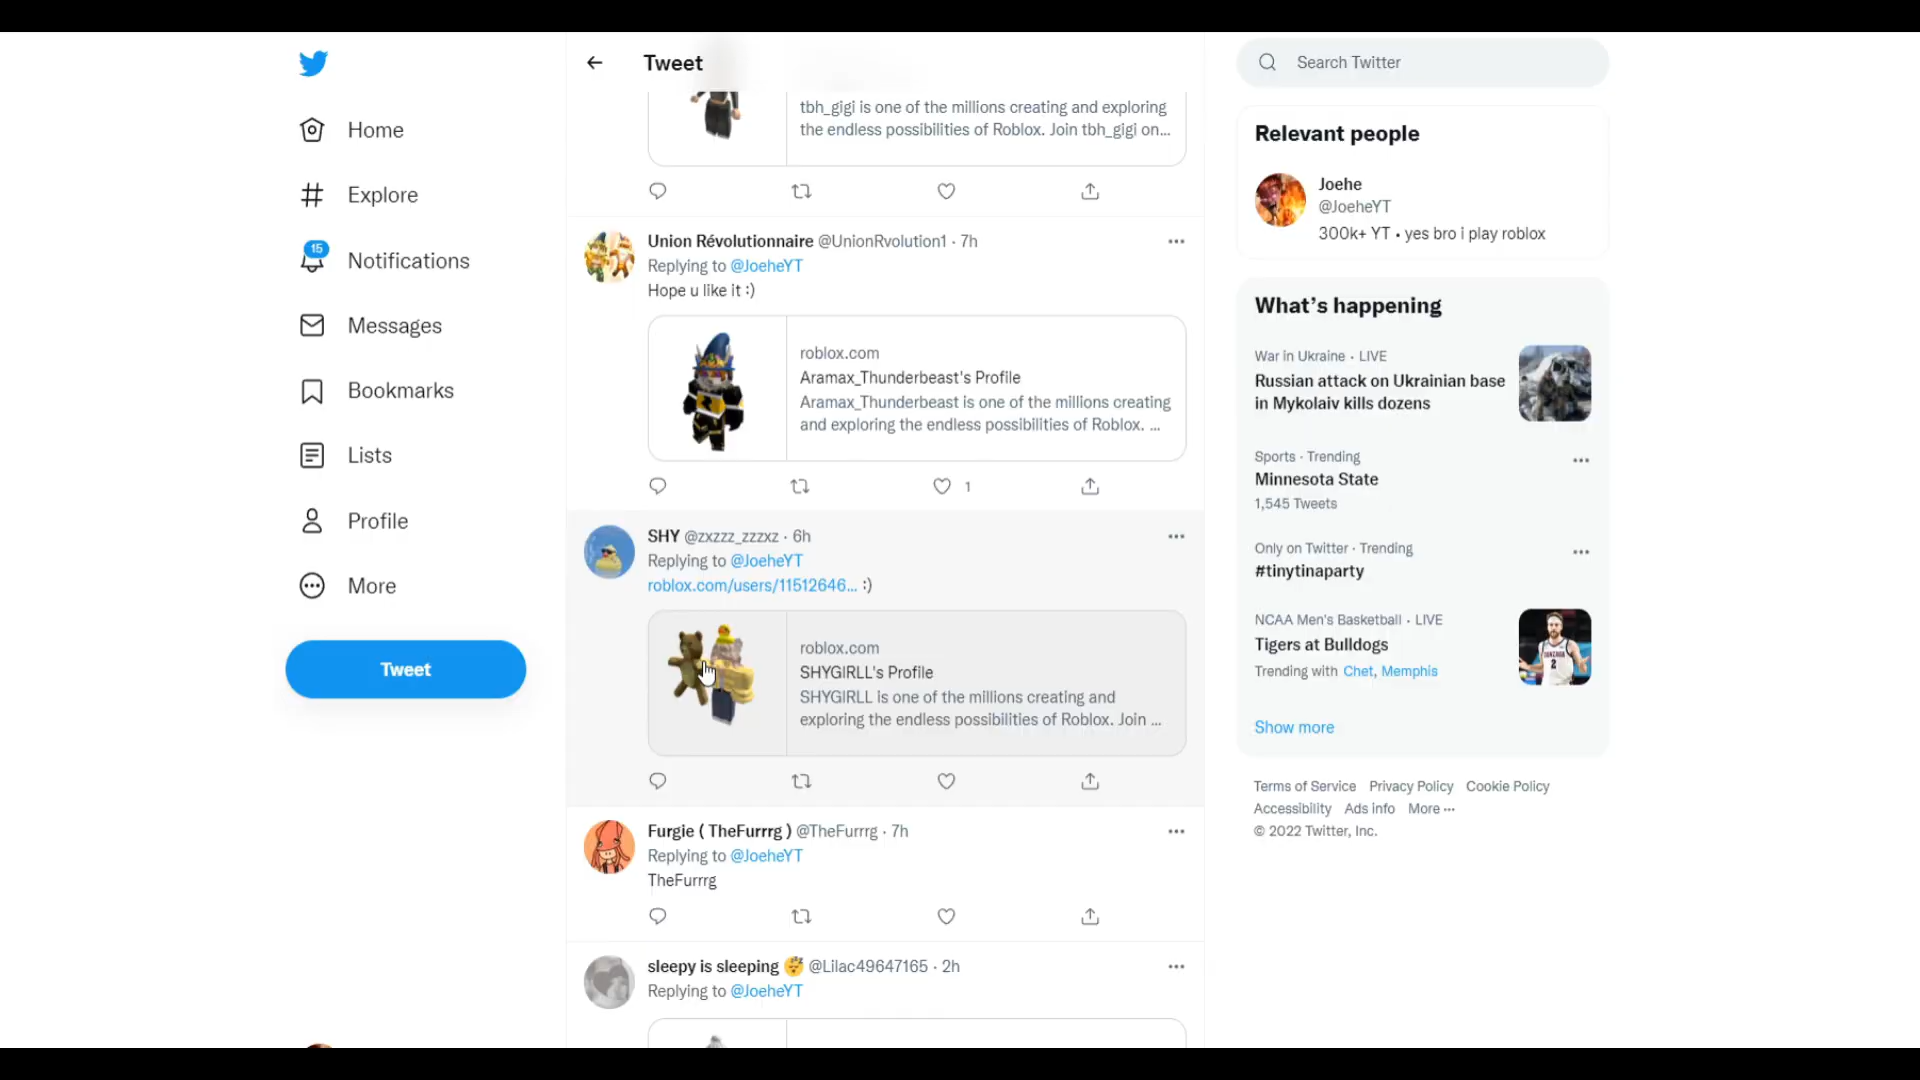 Home
Explore
15
Notifications
Messages
Bookmarks
Lists
Profile
More
Tweet
Tweet
tbh_gigi is one of the millions creating and exploring
the endless possibilities of Roblox. Join tbh_gigi on...
Union Révolutionnaire @UnionRvolution1 · 7h
Replying to @JoeheYT
Hope u like it :)
roblox.com
Aramax_Thunderbeast's Profile
Aramax_Thunderbeast is one of the millions creating
and exploring the endless possibilities of Roblox. ...
1
SHY @zxzzz_zzzxz · 6h
Replying to @JoeheYT
roblox.com/users/11512646... :)
roblox.com
SHYGIRLL's Profile
SHYGIRLL is one of the millions creating and
exploring the endless possibilities of Roblox. Join ...
Furgie ( TheFurrrg ) @TheFurrrg · 7h
Replying to @JoeheYT
TheFurrrg
sleepy is sleeping 😴 @Lilac49647165 · 2h
Replying to @JoeheYT
Search Twitter
Relevant people
Joehe
@JoeheYT
300k+ YT • yes bro i play roblox
What's happening
War in Ukraine · LIVE
Russian attack on Ukrainian base
in Mykolaiv kills dozens
Sports · Trending
Minnesota State
1,545 Tweets
Only on Twitter · Trending
#tinytinaparty
NCAA Men's Basketball · LIVE
Tigers at Bulldogs
Trending with Chet, Memphis
Show more
Terms of Service Privacy Policy Cookie Policy
Accessibility Ads info More ···
© 2022 Twitter, Inc.